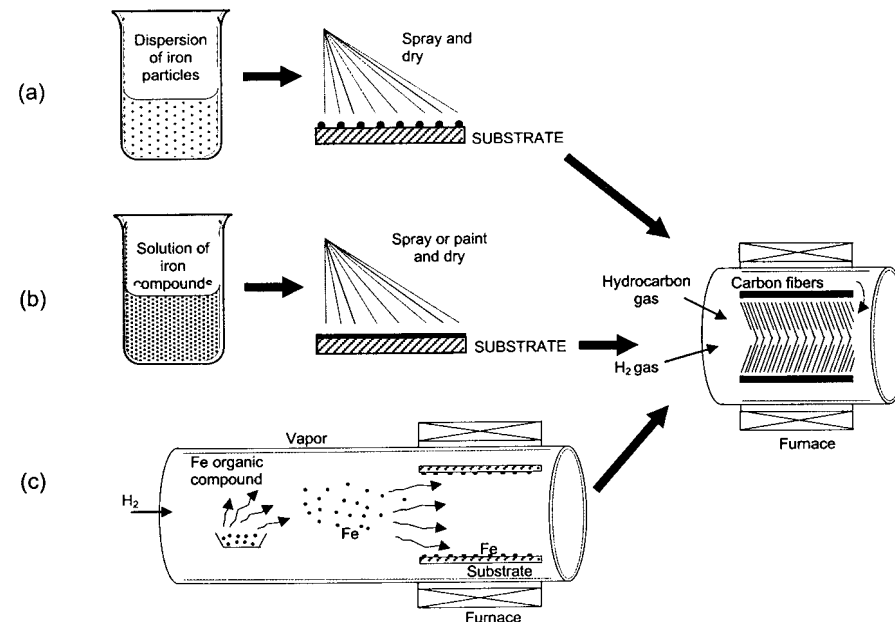 (a)
Dispersion
of iron
particles
Spray and
dry
SUBSTRATE
(b)
Solution of
iron
compounds
Spray or paint
and dry
SUBSTRATE
Hydrocarbon
gas
H₂ gas
Carbon fibers
Furnace
(c)
Vapor
Fe organic
compound
H₂
Fe
Fe
Substrate
Furnace